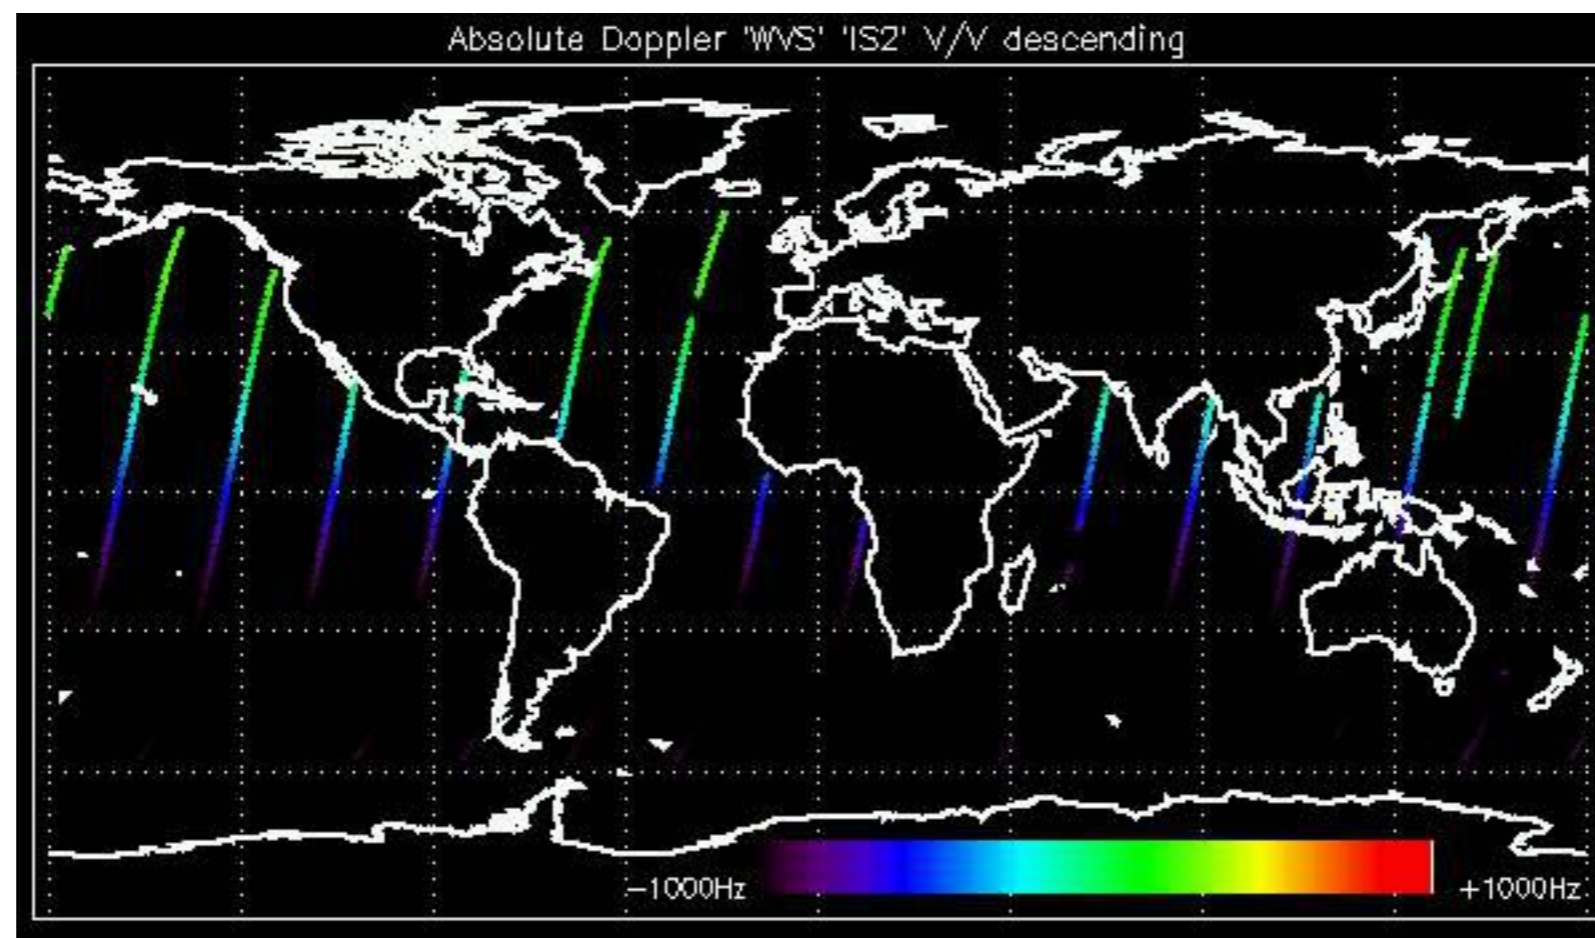 Absolute Doppler 'WVS' 'IS2' V/V descending
-1000Hz
+1000Hz